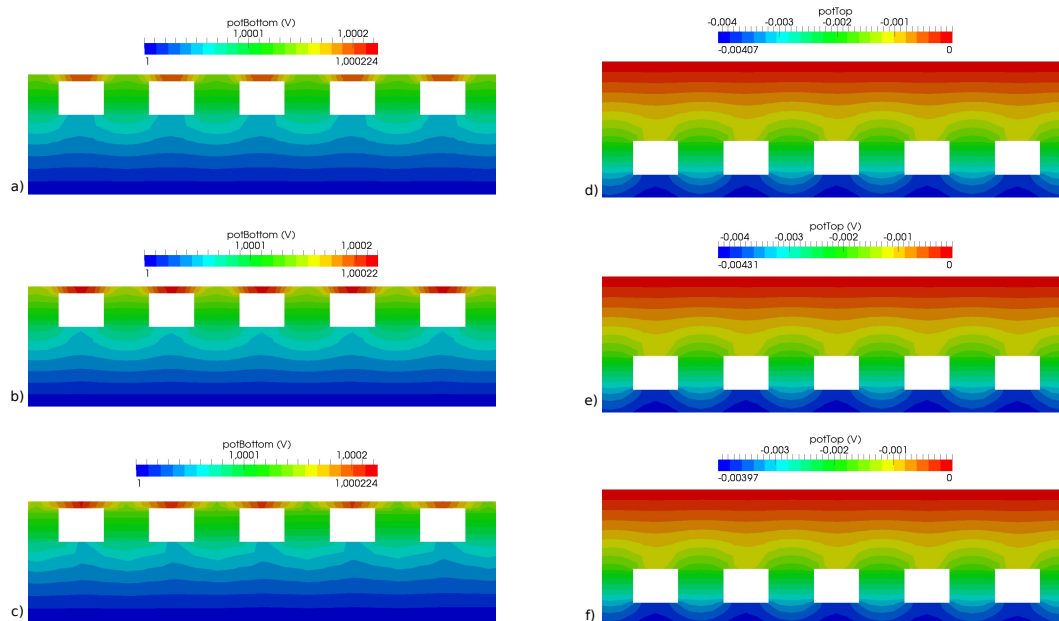 potBottom (V)
1,0001 1,0002
1 1,000224
a)
potBottom (V)
1,0001 1,0002
1 1,00022
b)
potBottom (V)
1,0001 1,0002
1 1,000224
c)
potTop
-0,004 -0,003 -0,002 -0,001
-0,00407 0
d)
potTop (V)
-0,004 -0,003 -0,002 -0,001
-0,00431 0
e)
potTop (V)
-0,003 -0,002 -0,001
-0,00397 0
f)